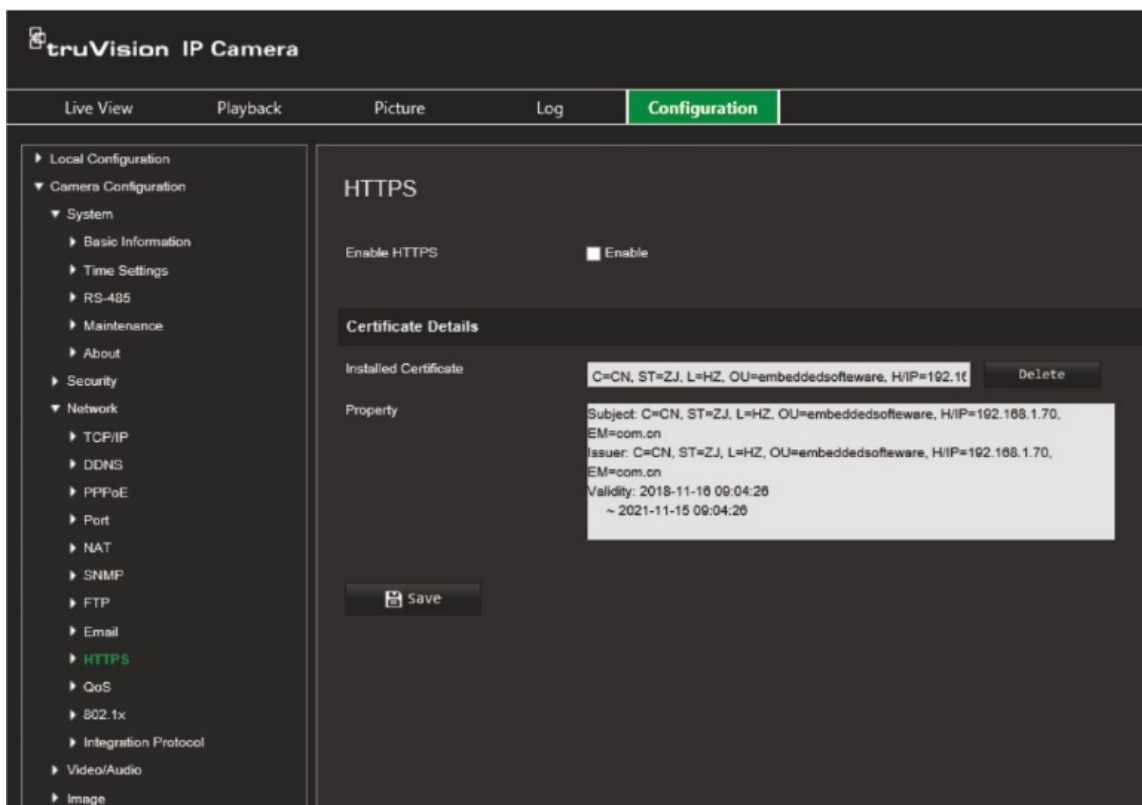 truVision IP Camera
Live View Playback Picture Log Configuration
Local Configuration
Camera Configuration
System
Basic Information
Time Settings
RS-485
Maintenance
About
Security
Network
TCP/IP
DDNS
PPPoE
Port
NAT
SNMP
FTP
Email
HTTPS
QoS
802.1x
Integration Protocol
Video/Audio
Image
HTTPS
Enable HTTPS Enable
Certificate Details
Installed Certificate C=CN, ST=ZJ, L=HZ, OU=embeddedsofteware, H/IP=192.16 Delete
Property
Subject: C=CN, ST=ZJ, L=HZ, OU=embeddedsofteware, H/IP=192.168.1.70,
EM=com.cn
Issuer: C=CN, ST=ZJ, L=HZ, OU=embeddedsofteware, H/IP=192.168.1.70,
EM=com.cn
Validity: 2018-11-16 09:04:26
~ 2021-11-15 09:04:26
Save